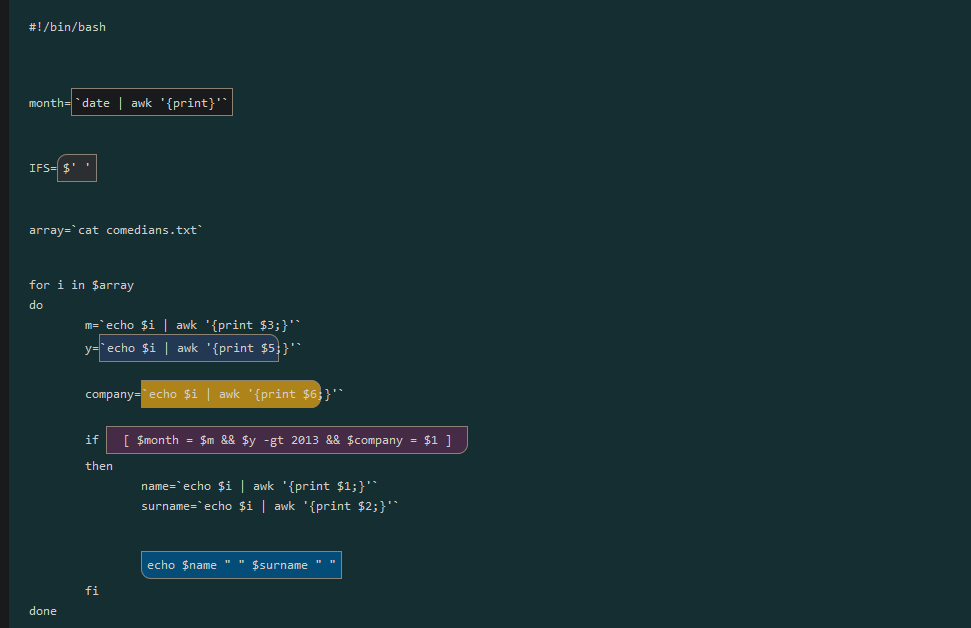 #!/bin/bash
month=`date | awk '{print}'`
IFS=$' '
array=`cat comedians.txt`
for i in $array
do
m=`echo $i | awk '{print $3;}'`
y=`echo $i | awk '{print $5;}'`
company=`echo $i | awk '{print $6;}'`
if [ $month = $m && $y -gt 2013 && $company = $1 ]
then
name=`echo $i | awk '{print $1;}'`
surname=`echo $i | awk '{print $2;}'`
echo $name " " $surname " "
fi
done